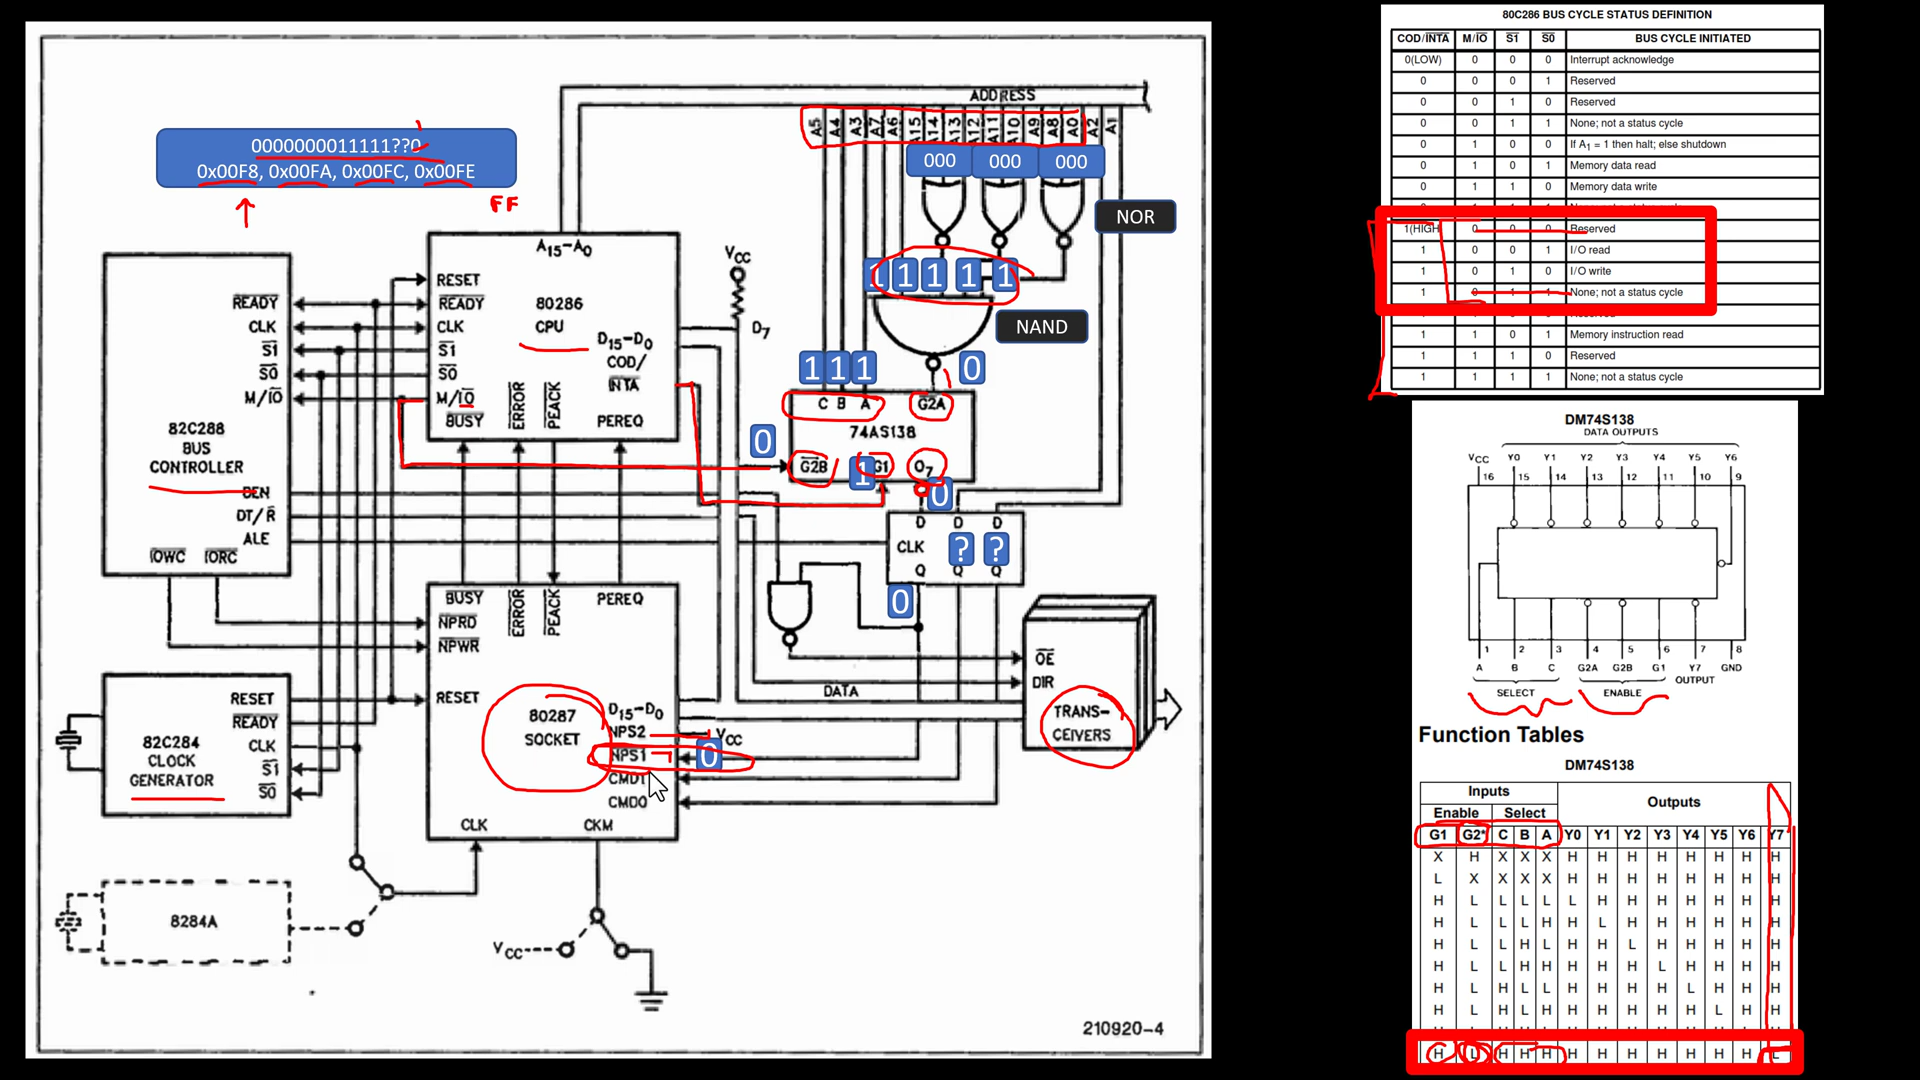 0000000011111??0
0x00F8, 0x00FA, 0x00FC, 0x00FE
FF
ADDRESS
A5 A4 A3 A7 A6 A15 A14 A13 A12 A11 A10 A9 A8 A0 A2 A1
000 000 000
NOR
1 1 1 1 1
NAND
1 1 1
0
C B A G2A
74AS138
0
G2B 1 G1 O7
0
D D D
CLK ? ?
Q Q Q
0
A15-A0
RESET
READY
CLK
S1
S0
M/IO
80286
CPU
D15-D0
COD/
INTA
BUSY ERROR PEACK PEREQ
VCC
D7
READY
CLK
S1
S0
M/IO
82C288
BUS
CONTROLLER
DEN
DT/R
ALE
IOWC IORC
BUSY ERROR PEACK PEREQ
NPRD
NPWR
RESET
80287
SOCKET
D15-D0
NPS2 VCC
NPS1 0
CMD1
CMD0
CLK CKM
DATA
OE
DIR
TRANS-
CEIVERS
82C284
CLOCK
GENERATOR
RESET
READY
CLK
S1
S0
8284A
VCC
210920-4
80C286 BUS CYCLE STATUS DEFINITION
COD/INTA M/IO S1 S0 BUS CYCLE INITIATED
0(LOW) 0 0 0 Interrupt acknowledge
0 0 0 1 Reserved
0 0 1 0 Reserved
0 0 1 1 None; not a status cycle
0 1 0 0 If A1 = 1 then halt; else shutdown
0 1 0 1 Memory data read
0 1 1 0 Memory data write
1(HIGH 0 0 0 Reserved
1 0 0 1 I/O read
1 0 1 0 I/O write
1 0 1 1 None; not a status cycle
1 1 0 1 Memory instruction read
1 1 1 0 Reserved
1 1 1 1 None; not a status cycle
DM74S138
DATA OUTPUTS
VCC Y0 Y1 Y2 Y3 Y4 Y5 Y6
16 15 14 13 12 11 10 9
1 2 3 4 5 6 7 8
A B C G2A G2B G1 Y7 GND
SELECT ENABLE OUTPUT
Function Tables
DM74S138
Inputs Outputs
Enable Select
G1 G2* C B A Y0 Y1 Y2 Y3 Y4 Y5 Y6 Y7
X H X X X H H H H H H H H
L X X X X H H H H H H H H
H L L L L L H H H H H H H
H L L L H H L H H H H H H
H L L H L H H L H H H H H
H L L H H H H H L H H H H
H L H L L H H H H L H H H
H L H L H H H H H H L H H
H L H H H H H H H H H H L